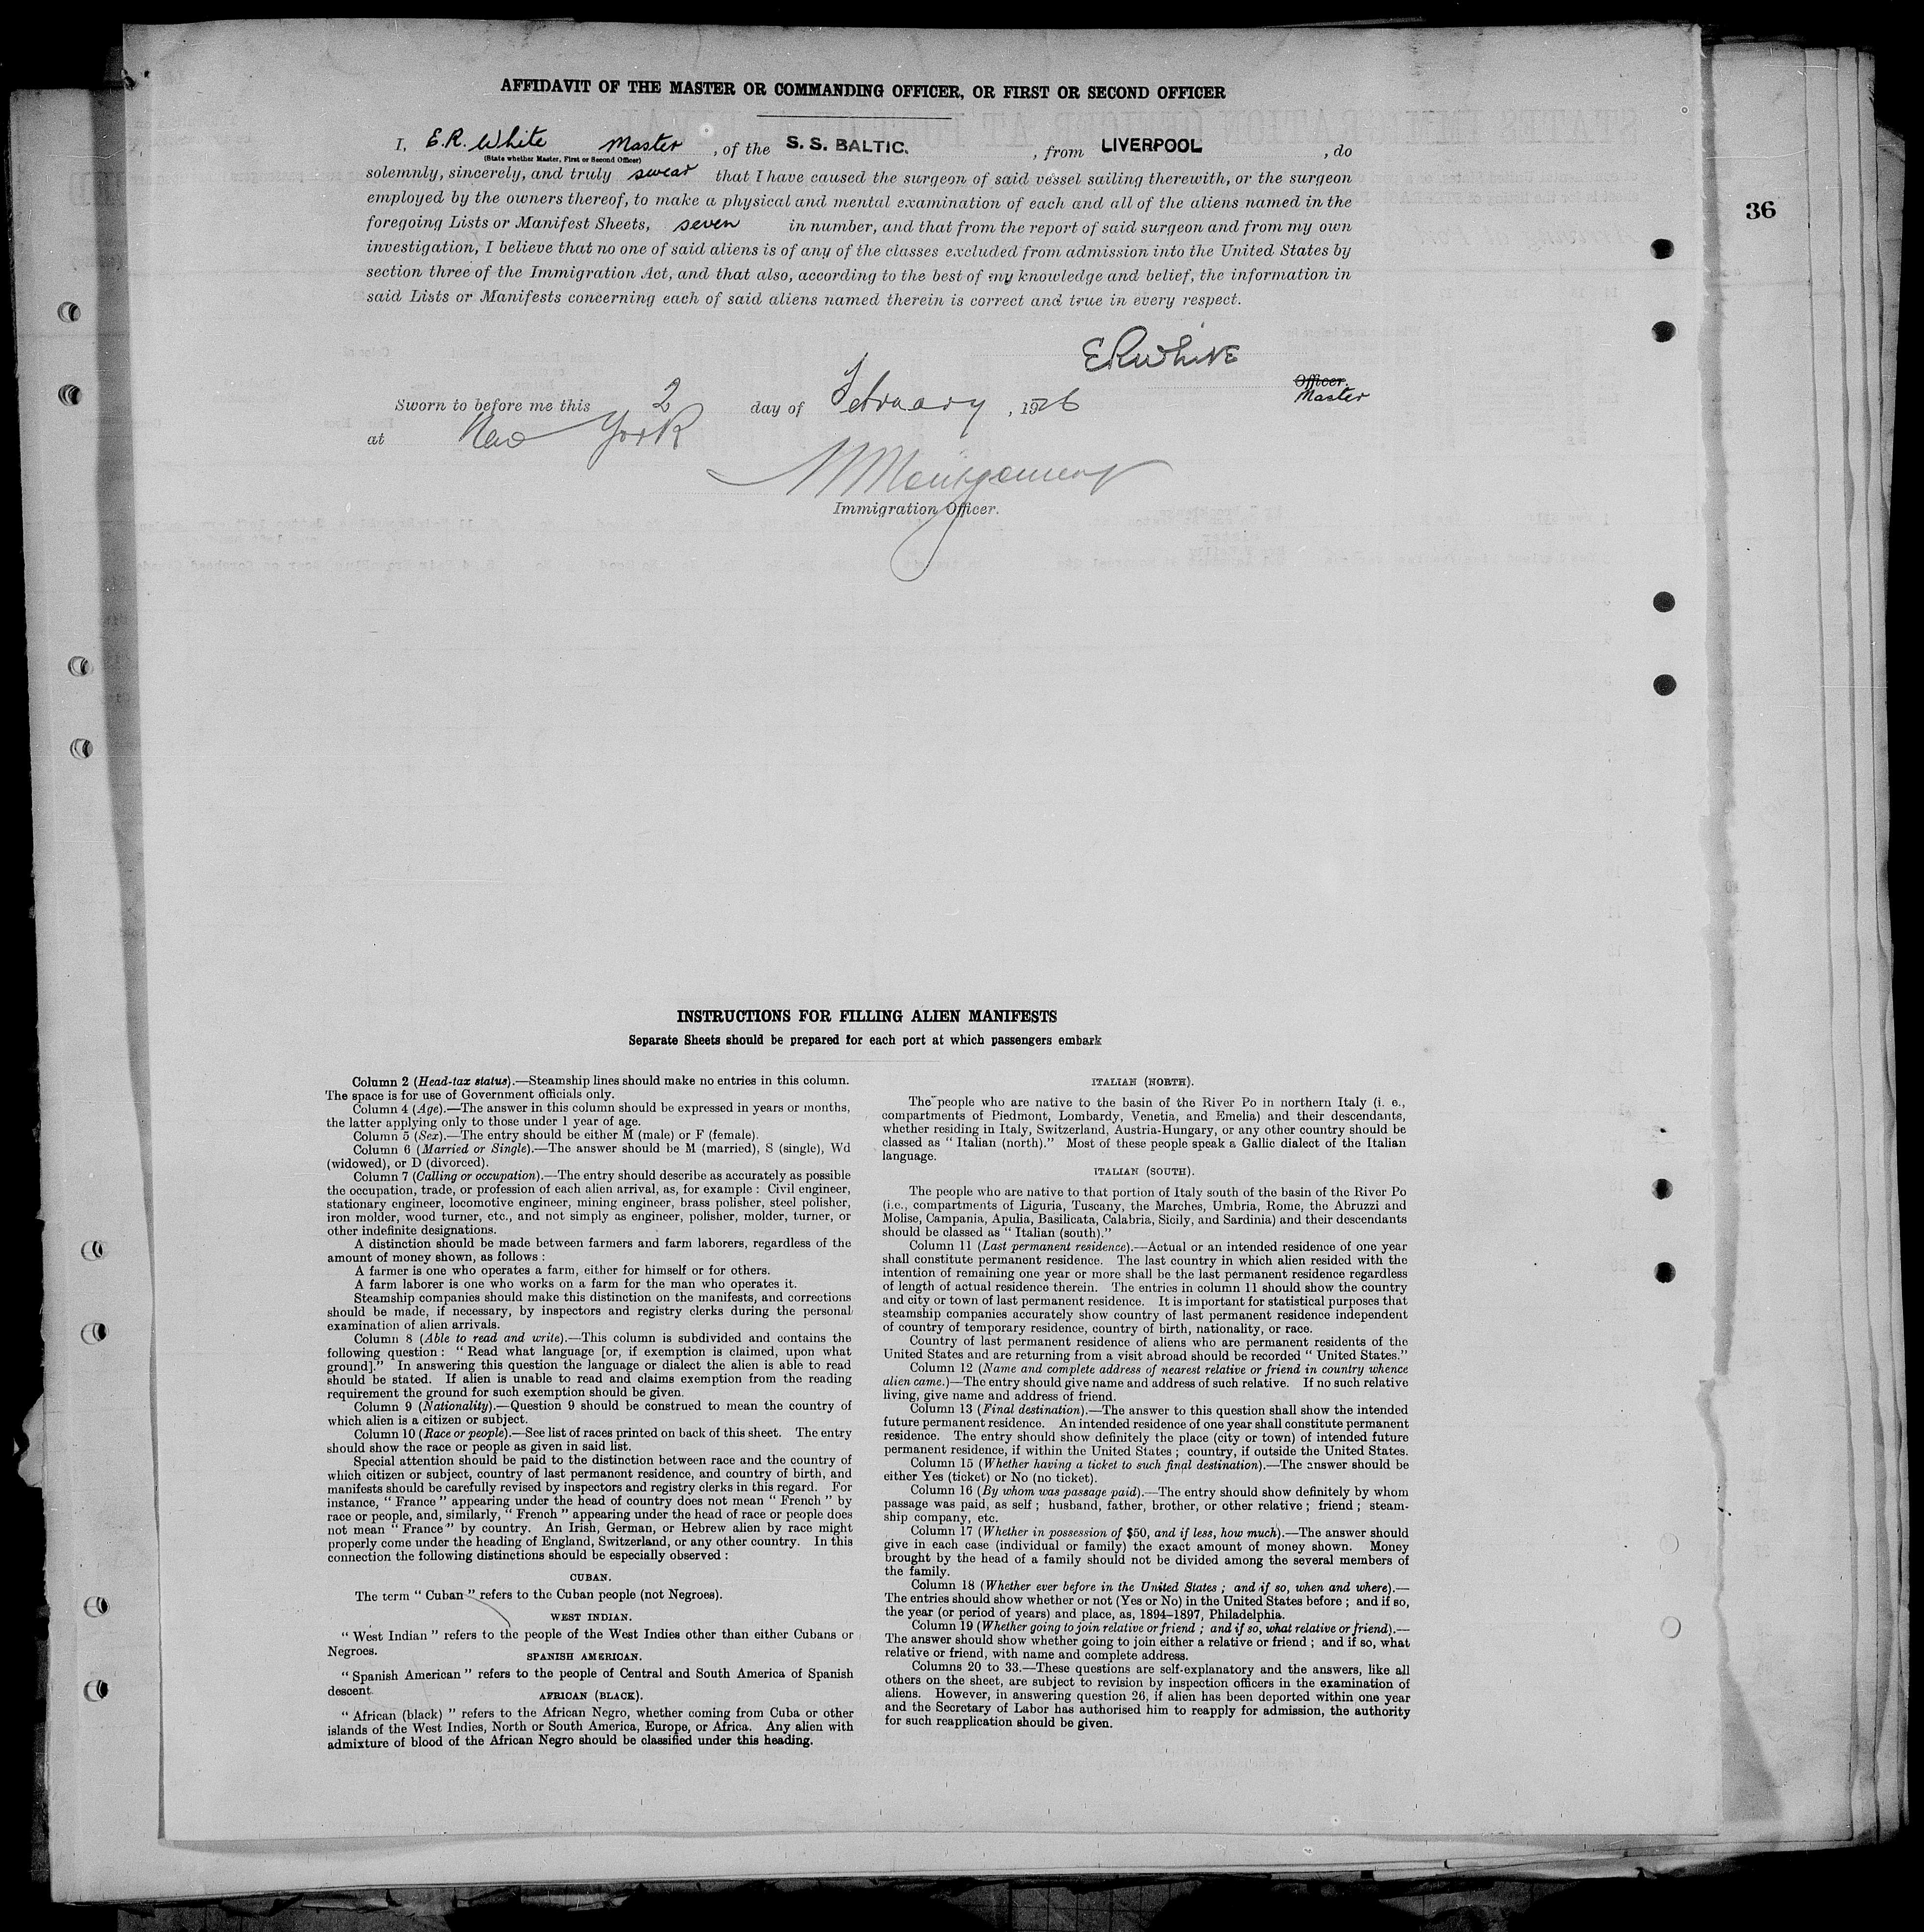 AFFIDAVIT OF THE MASTER OR COMMANDING OFFICER, OR FIRST OR SECOND OFFICER
I, E.R. White Master, of the S. S. BALTIC. , from LIVERPOOL , do
(State whether Master, First or Second Officer)
solemnly, sincerely, and truly swear that I have caused the surgeon of said vessel sailing therewith, or the surgeon
employed by the owners thereof, to make a physical and mental examination of each and all of the aliens named in the
foregoing Lists or Manifest Sheets, seven in number, and that from the report of said surgeon and from my own
investigation, I believe that no one of said aliens is of any of the classes excluded from admission into the United States by
section three of the Immigration Act, and that also, according to the best of my knowledge and belief, the information in
said Lists or Manifests concerning each of said aliens named therein is correct and true in every respect.
E R White
Officer.
Master
Sworn to before me this 2 day of February , 1926
at New York
Montgomery
Immigration Officer.
36
INSTRUCTIONS FOR FILLING ALIEN MANIFESTS
Separate Sheets should be prepared for each port at which passengers embark
Column 2 (Head-tax status).—Steamship lines should make no entries in this column.
The space is for use of Government officials only.
Column 4 (Age).—The answer in this column should be expressed in years or months,
the latter applying only to those under 1 year of age.
Column 5 (Sex).—The entry should be either M (male) or F (female).
Column 6 (Married or Single).—The answer should be M (married), S (single), Wd
(widowed), or D (divorced).
Column 7 (Calling or occupation).—The entry should describe as accurately as possible
the occupation, trade, or profession of each alien arrival, as, for example : Civil engineer,
stationary engineer, locomotive engineer, mining engineer, brass polisher, steel polisher,
iron molder, wood turner, etc., and not simply as engineer, polisher, molder, turner, or
other indefinite designations.
A distinction should be made between farmers and farm laborers, regardless of the
amount of money shown, as follows :
A farmer is one who operates a farm, either for himself or for others.
A farm laborer is one who works on a farm for the man who operates it.
Steamship companies should make this distinction on the manifests, and corrections
should be made, if necessary, by inspectors and registry clerks during the personal
examination of alien arrivals.
Column 8 (Able to read and write).—This column is subdivided and contains the
following question : “ Read what language [or, if exemption is claimed, upon what
ground].” In answering this question the language or dialect the alien is able to read
should be stated. If alien is unable to read and claims exemption from the reading
requirement the ground for such exemption should be given.
Column 9 (Nationality).—Question 9 should be construed to mean the country of
which alien is a citizen or subject.
Column 10 (Race or people).—See list of races printed on back of this sheet. The entry
should show the race or people as given in said list.
Special attention should be paid to the distinction between race and the country of
which citizen or subject, country of last permanent residence, and country of birth, and
manifests should be carefully revised by inspectors and registry clerks in this regard. For
instance, “ France ” appearing under the head of country does not mean “ French ” by
race or people, and, similarly, “ French ” appearing under the head of race or people does
not mean “ France ” by country. An Irish, German, or Hebrew alien by race might
properly come under the heading of England, Switzerland, or any other country. In this
connection the following distinctions should be especially observed :
CUBAN.
The term “ Cuban ” refers to the Cuban people (not Negroes).
WEST INDIAN.
“ West Indian ” refers to the people of the West Indies other than either Cubans or
Negroes.
SPANISH AMERICAN.
“ Spanish American ” refers to the people of Central and South America of Spanish
descent.
AFRICAN (BLACK).
“ African (black) ” refers to the African Negro, whether coming from Cuba or other
islands of the West Indies, North or South America, Europe, or Africa. Any alien with
admixture of blood of the African Negro should be classified under this heading.
ITALIAN (NORTH).
The people who are native to the basin of the River Po in northern Italy (i. e.,
compartments of Piedmont, Lombardy, Venetia, and Emelia) and their descendants,
whether residing in Italy, Switzerland, Austria-Hungary, or any other country should be
classed as “ Italian (north).” Most of these people speak a Gallic dialect of the Italian
language.
ITALIAN (SOUTH).
The people who are native to that portion of Italy south of the basin of the River Po
(i.e., compartments of Liguria, Tuscany, the Marches, Umbria, Rome, the Abruzzi and
Molise, Campania, Apulia, Basilicata, Calabria, Sicily, and Sardinia) and their descendants
should be classed as “ Italian (south).”
Column 11 (Last permanent residence).—Actual or an intended residence of one year
shall constitute permanent residence. The last country in which alien resided with the
intention of remaining one year or more shall be the last permanent residence regardless
of length of actual residence therein. The entries in column 11 should show the country
and city or town of last permanent residence. It is important for statistical purposes that
steamship companies accurately show country of last permanent residence independent
of country of temporary residence, country of birth, nationality, or race.
Country of last permanent residence of aliens who are permanent residents of the
United States and are returning from a visit abroad should be recorded “ United States.”
Column 12 (Name and complete address of nearest relative or friend in country whence
alien came.)—The entry should give name and address of such relative. If no such relative
living, give name and address of friend.
Column 13 (Final destination).—The answer to this question shall show the intended
future permanent residence. An intended residence of one year shall constitute permanent
residence. The entry should show definitely the place (city or town) of intended future
permanent residence, if within the United States ; country, if outside the United States.
Column 15 (Whether having a ticket to such final destination).—The answer should be
either Yes (ticket) or No (no ticket).
Column 16 (By whom was passage paid).—The entry should show definitely by whom
passage was paid, as self ; husband, father, brother, or other relative ; friend ; steam-
ship company, etc.
Column 17 (Whether in possession of $50, and if less, how much).—The answer should
give in each case (individual or family) the exact amount of money shown. Money
brought by the head of a family should not be divided among the several members of
the family.
Column 18 (Whether ever before in the United States ; and if so, when and where).—
The entries should show whether or not (Yes or No) in the United States before ; and if so,
the year (or period of years) and place, as, 1894–1897, Philadelphia.
Column 19 (Whether going to join relative or friend ; and if so, what relative or friend).—
The answer should show whether going to join either a relative or friend ; and if so, what
relative or friend, with name and complete address.
Columns 20 to 33.—These questions are self-explanatory and the answers, like all
others on the sheet, are subject to revision by inspection officers in the examination of
aliens. However, in answering question 26, if alien has been deported within one year
and the Secretary of Labor has authorised him to reapply for admission, the authority
for such reapplication should be given.